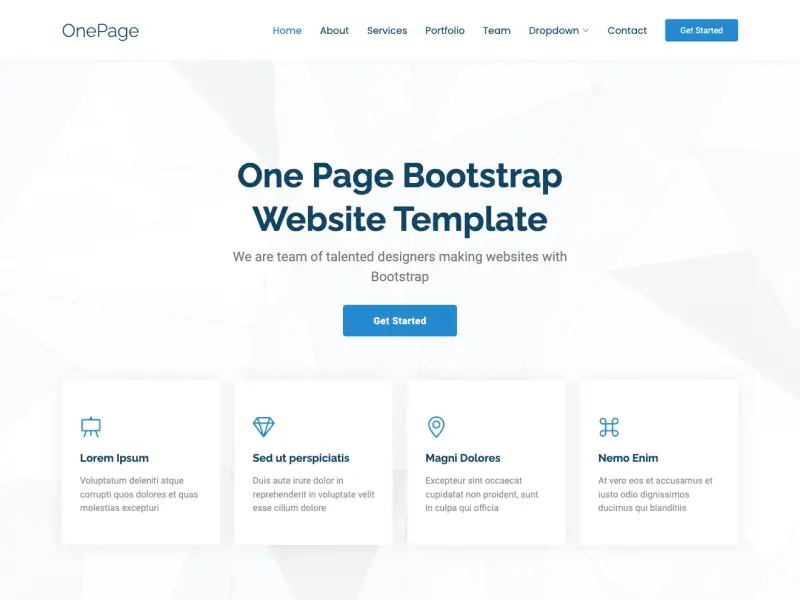 OnePage
Home About Services Portfolio Team Dropdown Contact Get Started
One Page Bootstrap
Website Template
We are team of talented designers making websites with
Bootstrap
Get Started
Lorem Ipsum
Voluptatum deleniti atque
corrupti quos dolores et quas
molestias excepturi
Sed ut perspiciatis
Duis aute irure dolor in
reprehenderit in voluptate velit
esse cillum dolore
Magni Dolores
Excepteur sint occaecat
cupidatat non proident, sunt
in culpa qui officia
Nemo Enim
At vero eos et accusamus et
iusto odio dignissimos
ducimus qui blanditiis